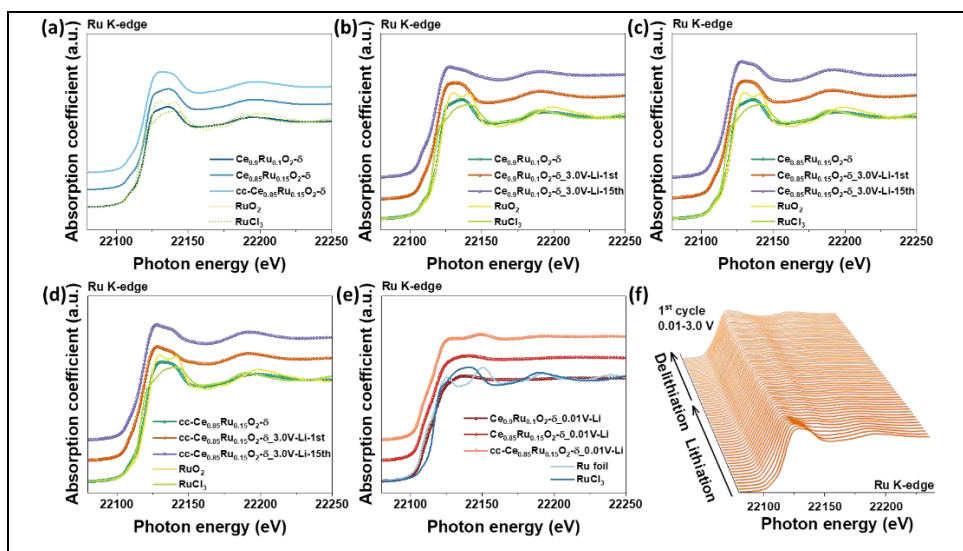 Ru K-edge
(a)
Absorption coefficient (a.u.)
Ce0.9Ru0.1O2-δ
Ce0.85Ru0.15O2-δ
cc-Ce0.85Ru0.15O2-δ
RuO2
RuCl3
22100 22150 22200 22250
Photon energy (eV)
Ru K-edge
(b)
Absorption coefficient (a.u.)
Ce0.9Ru0.1O2-δ
Ce0.9Ru0.1O2-δ_3.0V-Li-1st
Ce0.9Ru0.1O2-δ_3.0V-Li-15th
RuO2
RuCl3
22100 22150 22200 22250
Photon energy (eV)
(c)
Ru K-edge
Absorption coefficient (a.u.)
Ce0.85Ru0.15O2-δ
Ce0.85Ru0.15O2-δ_3.0V-Li-1st
Ce0.85Ru0.15O2-δ_3.0V-Li-15th
RuO2
RuCl3
22100 22150 22200 22250
Photon energy (eV)
Ru K-edge
(d)
Absorption coefficient (a.u.)
cc-Ce0.85Ru0.15O2-δ
cc-Ce0.85Ru0.15O2-δ_3.0V-Li-1st
cc-Ce0.85Ru0.15O2-δ_3.0V-Li-15th
RuO2
RuCl3
22100 22150 22200 22250
Photon energy (eV)
Ru K-edge
(e)
Absorption coefficient (a.u.)
Ce0.9Ru0.1O2-δ_0.01V-Li
Ce0.85Ru0.15O2-δ_0.01V-Li
cc-Ce0.85Ru0.15O2-δ_0.01V-Li
Ru foil
RuCl3
22100 22150 22200 22250
Photon energy (eV)
(f)
1st cycle
0.01-3.0 V
Delithiation
Lithiation
Ru K-edge
22100 22150 22200
Photon energy (eV)